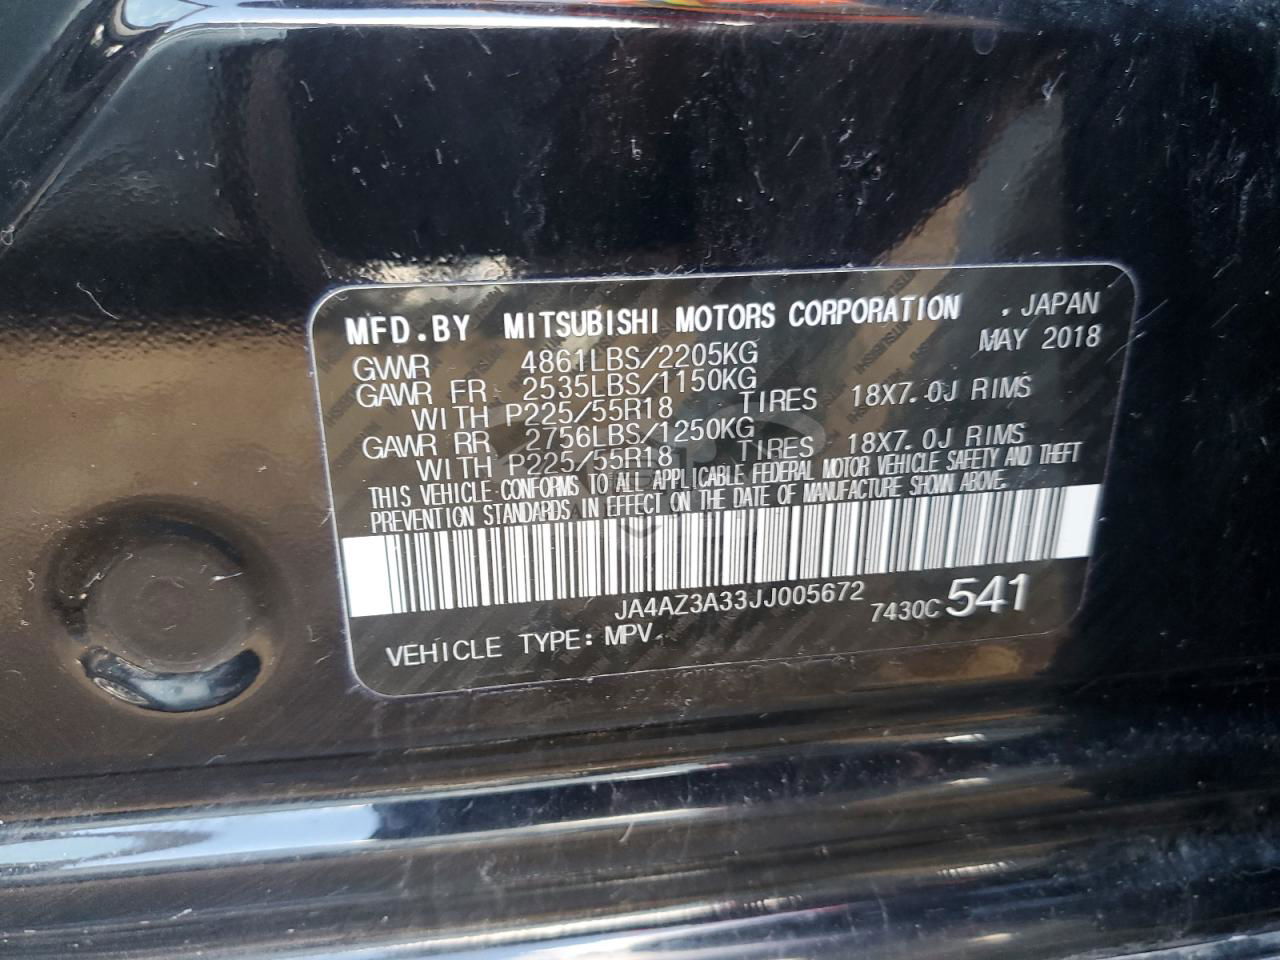 MFD.BY MITSUBISHI MOTORS CORPORATION , JAPAN
GVWR 4861LBS/2205KG MAY 2018
GAWR FR 2535LBS/1150KG
WITH P225/55R18 TIRES 18X7.0J RIMS
GAWR RR 2756LBS/1250KG
WITH P225/55R18 TIRES 18X7.0J RIMS
THIS VEHICLE CONFORMS TO ALL APPLICABLE FEDERAL MOTOR VEHICLE SAFETY AND THEFT
PREVENTION STANDARDS IN EFFECT ON THE DATE OF MANUFACTURE SHOWN ABOVE.
JA4AZ3A33JJ005672 7430C 541
VEHICLE TYPE: MPV